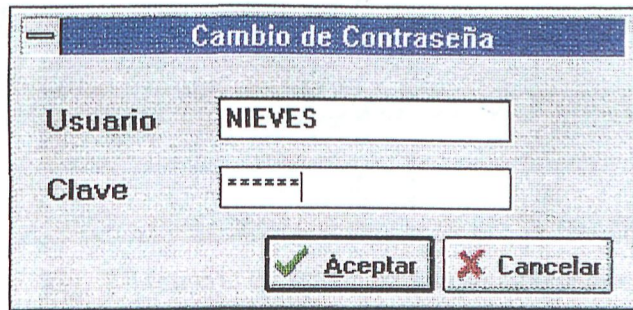 Cambio de Contraseña
Usuario NIEVES
Clave ******
Aceptar Cancelar